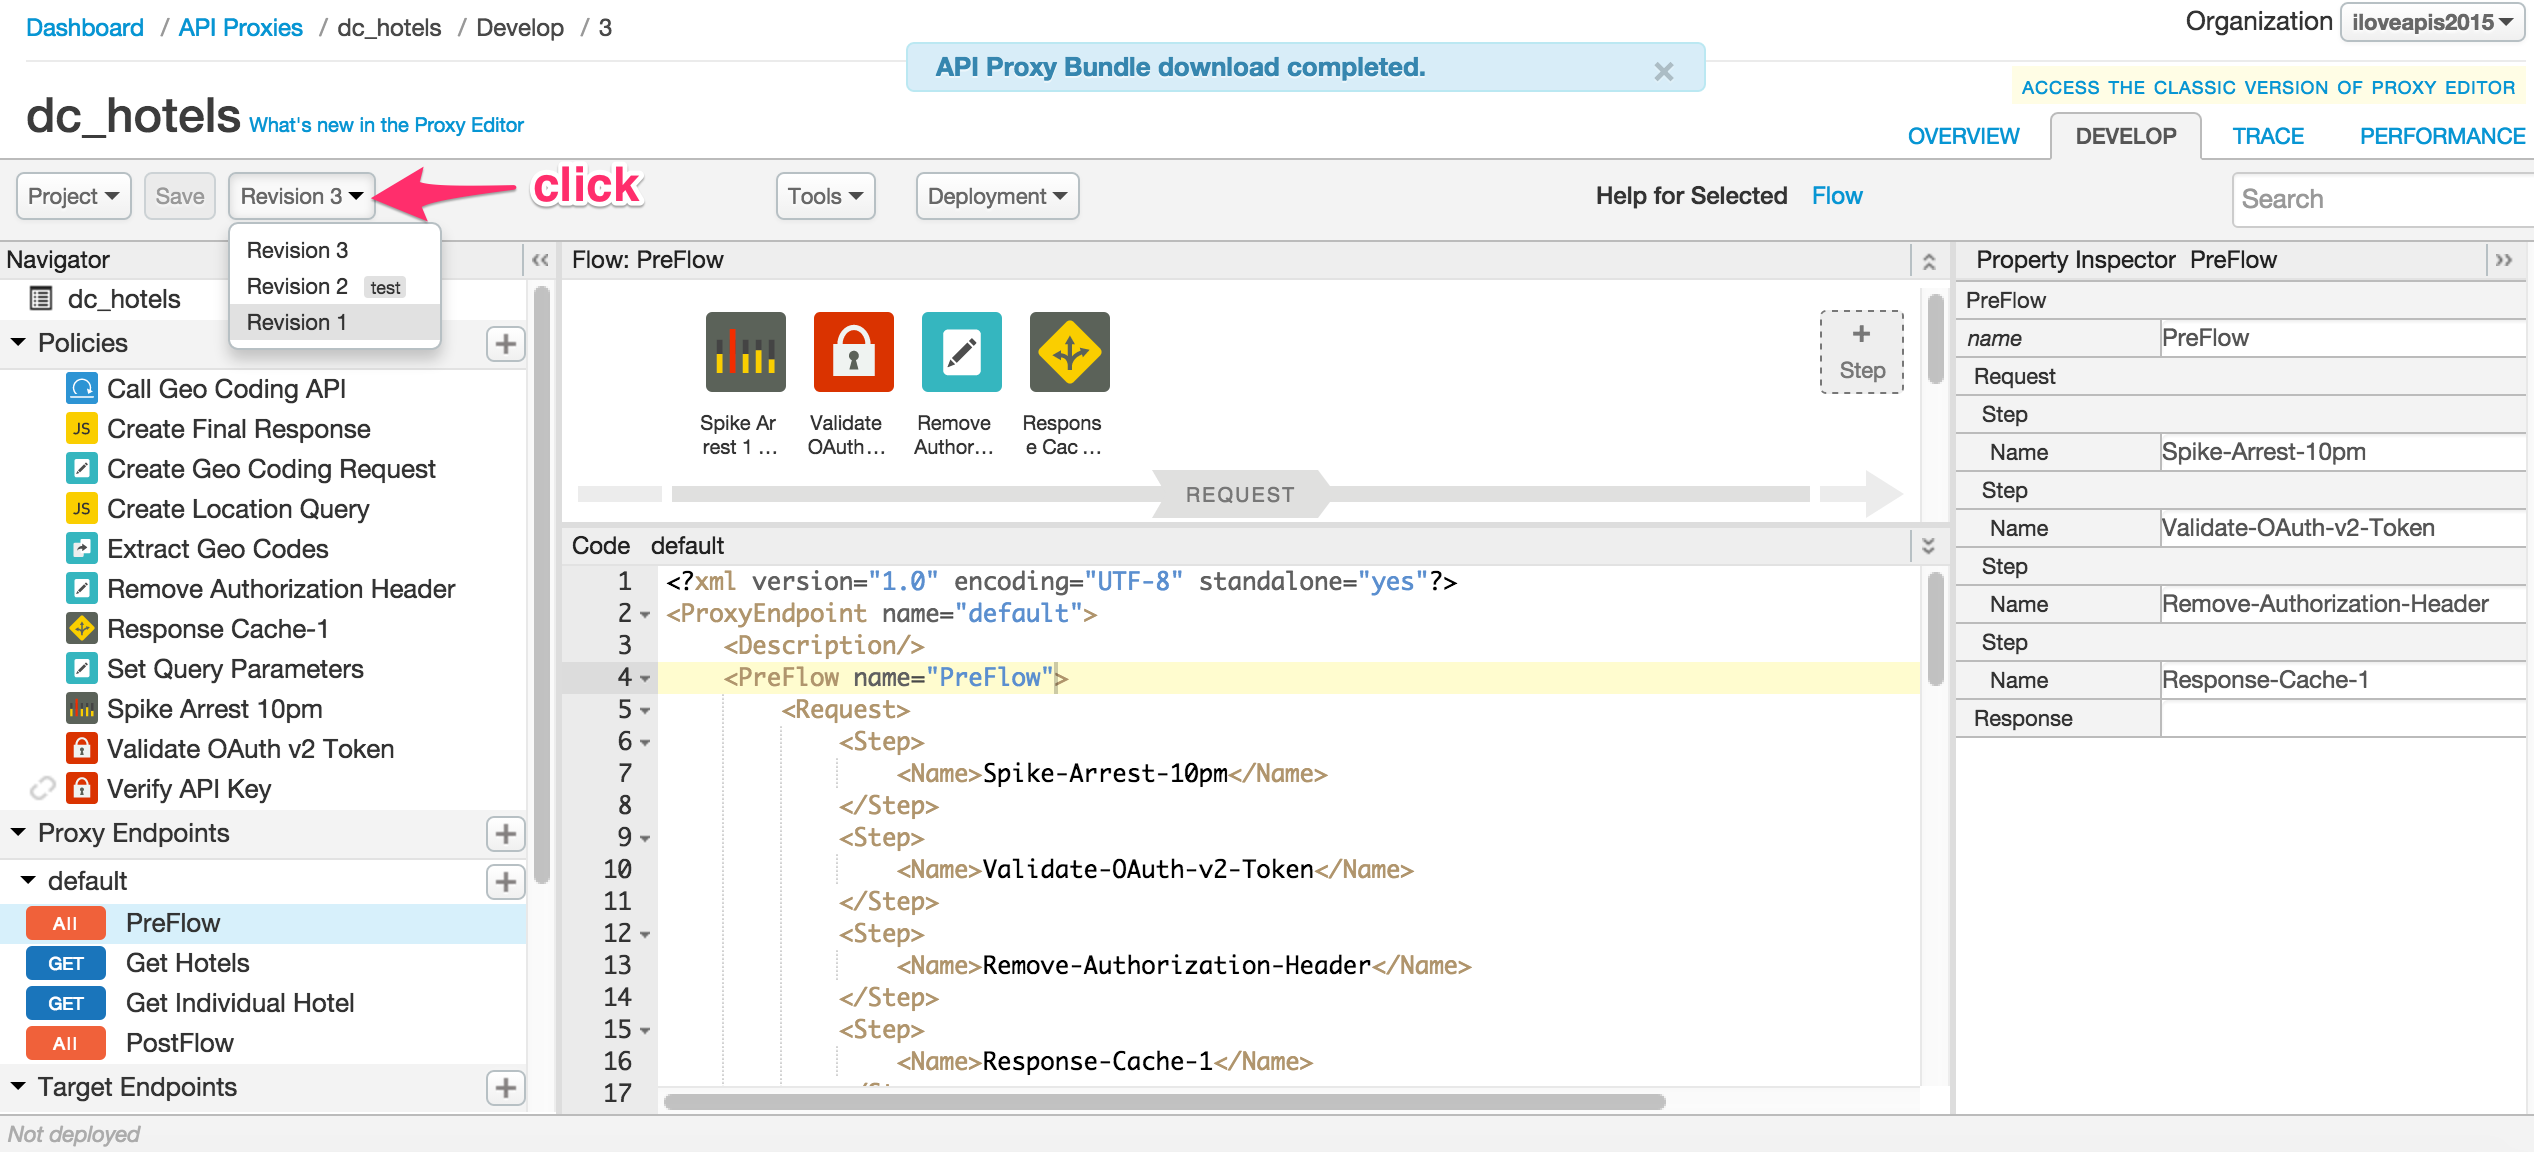 Dashboard / API Proxies / dc_hotels / Develop / 3
Organization iloveapis2015
API Proxy Bundle download completed. ×
ACCESS THE CLASSIC VERSION OF PROXY EDITOR
dc_hotels What's new in the Proxy Editor
OVERVIEW DEVELOP TRACE PERFORMANCE
Project Save Revision 3 click Tools Deployment Help for Selected Flow Search
Revision 3
Revision 2 test
Revision 1
Navigator «
dc_hotels
Policies +
Call Geo Coding API
JS Create Final Response
Create Geo Coding Request
JS Create Location Query
Extract Geo Codes
Remove Authorization Header
Response Cache-1
Set Query Parameters
Spike Arrest 10pm
Validate OAuth v2 Token
Verify API Key
Proxy Endpoints +
default +
All PreFlow
GET Get Hotels
GET Get Individual Hotel
All PostFlow
Target Endpoints +
Not deployed
Flow: PreFlow
Spike Ar
rest 1 ...
Validate
OAuth...
Remove
Author...
Respons
e Cac ...
+
Step
REQUEST
Code default
1 <?xml version="1.0" encoding="UTF-8" standalone="yes"?>
2 <ProxyEndpoint name="default">
3 <Description/>
4 <PreFlow name="PreFlow">
5 <Request>
6 <Step>
7 <Name>Spike-Arrest-10pm</Name>
8 </Step>
9 <Step>
10 <Name>Validate-OAuth-v2-Token</Name>
11 </Step>
12 <Step>
13 <Name>Remove-Authorization-Header</Name>
14 </Step>
15 <Step>
16 <Name>Response-Cache-1</Name>
17
Property Inspector PreFlow »
PreFlow
name PreFlow
Request
Step
Name Spike-Arrest-10pm
Step
Name Validate-OAuth-v2-Token
Step
Name Remove-Authorization-Header
Step
Name Response-Cache-1
Response